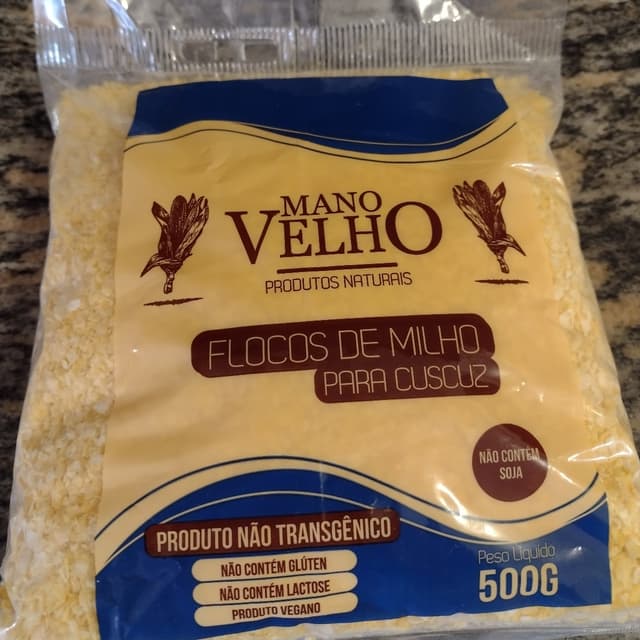 MANO
VELHO
PRODUTOS NATURAIS
FLOCOS DE MILHO
PARA CUSCUZ
NÃO CONTÉM
SOJA
PRODUTO NÃO TRANSGÊNICO
NÃO CONTÉM GLÚTEN
NÃO CONTÉM LACTOSE
PRODUTO VEGANO
Peso Líquido
500G